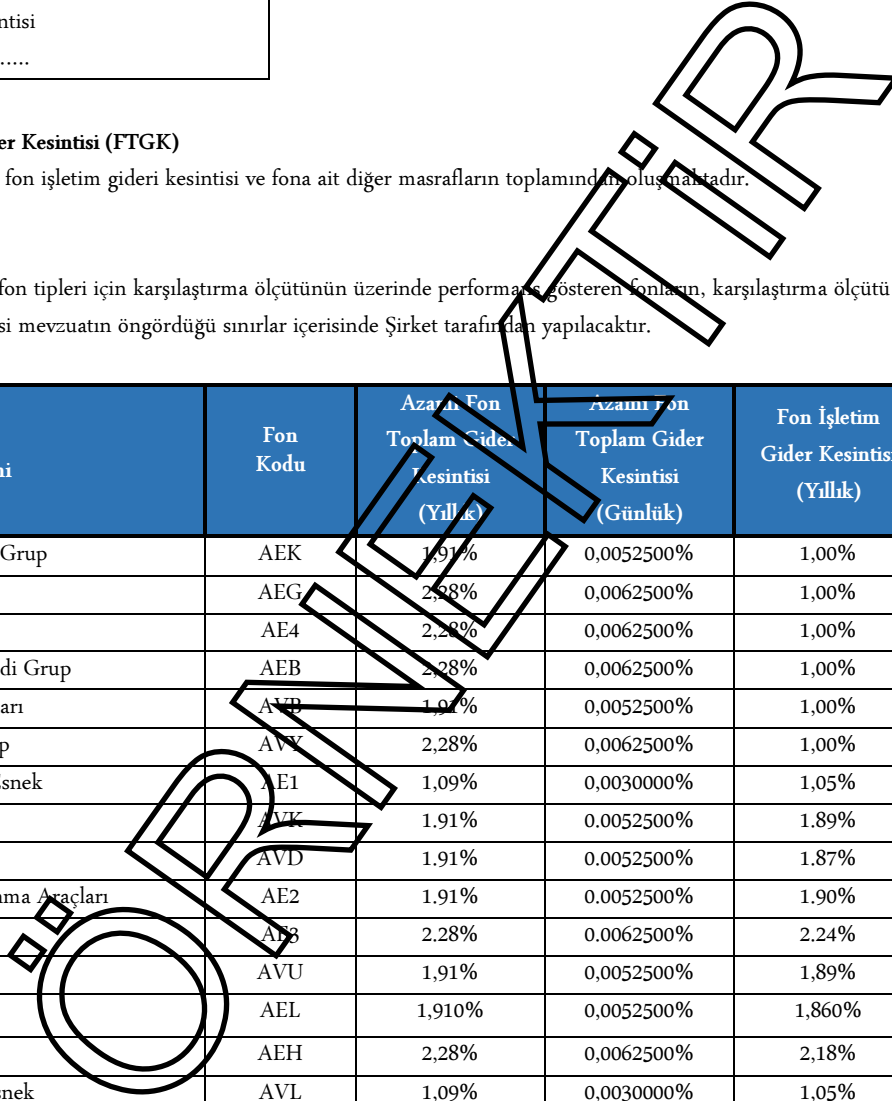 ntisi
.....
er Kesintisi (FTGK)
fon işletim gideri kesintisi ve fona ait diğer masrafların toplamından oluşmaktadır.
fon tipleri için karşılaştırma ölçütünün üzerinde performans gösteren fonların, karşılaştırma ölçütü
si mevzuatın öngördüğü sınırlar içerisinde Şirket tarafından yapılacaktır.
ni Fon Kodu Azami Fon Toplam Gider Kesintisi (Yıllık) Azami Fon Toplam Gider Kesintisi (Günlük) Fon İşletim Gider Kesintisi (Yıllık)
Grup AEK 1,91% 0,0052500% 1,00%
AEG 2,28% 0,0062500% 1,00%
AE4 2,28% 0,0062500% 1,00%
di Grup AEB 2,28% 0,0062500% 1,00%
arı AVB 1,91% 0,0052500% 1,00%
p AVY 2,28% 0,0062500% 1,00%
Esnek AE1 1,09% 0,0030000% 1,05%
AVK 1.91% 0.0052500% 1.89%
AVD 1.91% 0.0052500% 1.87%
ma Araçları AE2 1.91% 0.0052500% 1.90%
AE3 2.28% 0.0062500% 2.24%
AVU 1,91% 0,0052500% 1,89%
AEL 1,910% 0,0052500% 1,860%
AEH 2,28% 0,0062500% 2,18%
snek AVL 1,09% 0,0030000% 1,05%
ÖRNEKTİR